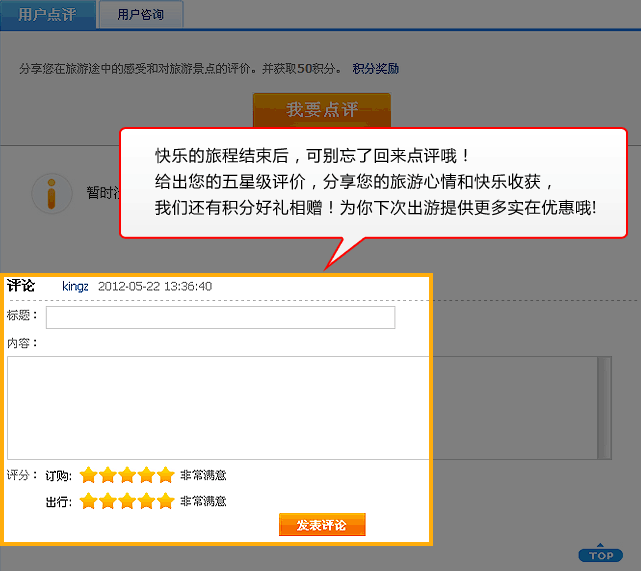 用户点评 用户咨询
分享您在旅游途中的感受和对旅游景点的评价。并获取50积分。 积分奖励
我要点评
快乐的旅程结束后，可别忘了回来点评哦！
给出您的五星级评价，分享您的旅游心情和快乐收获，
我们还有积分好礼相赠！为你下次出游提供更多实在优惠哦!
暂时
评论 kingz 2012-05-22 13:36:40
标题：
内容：
评分： 订购: 非常满意
出行: 非常满意
发表评论
TOP